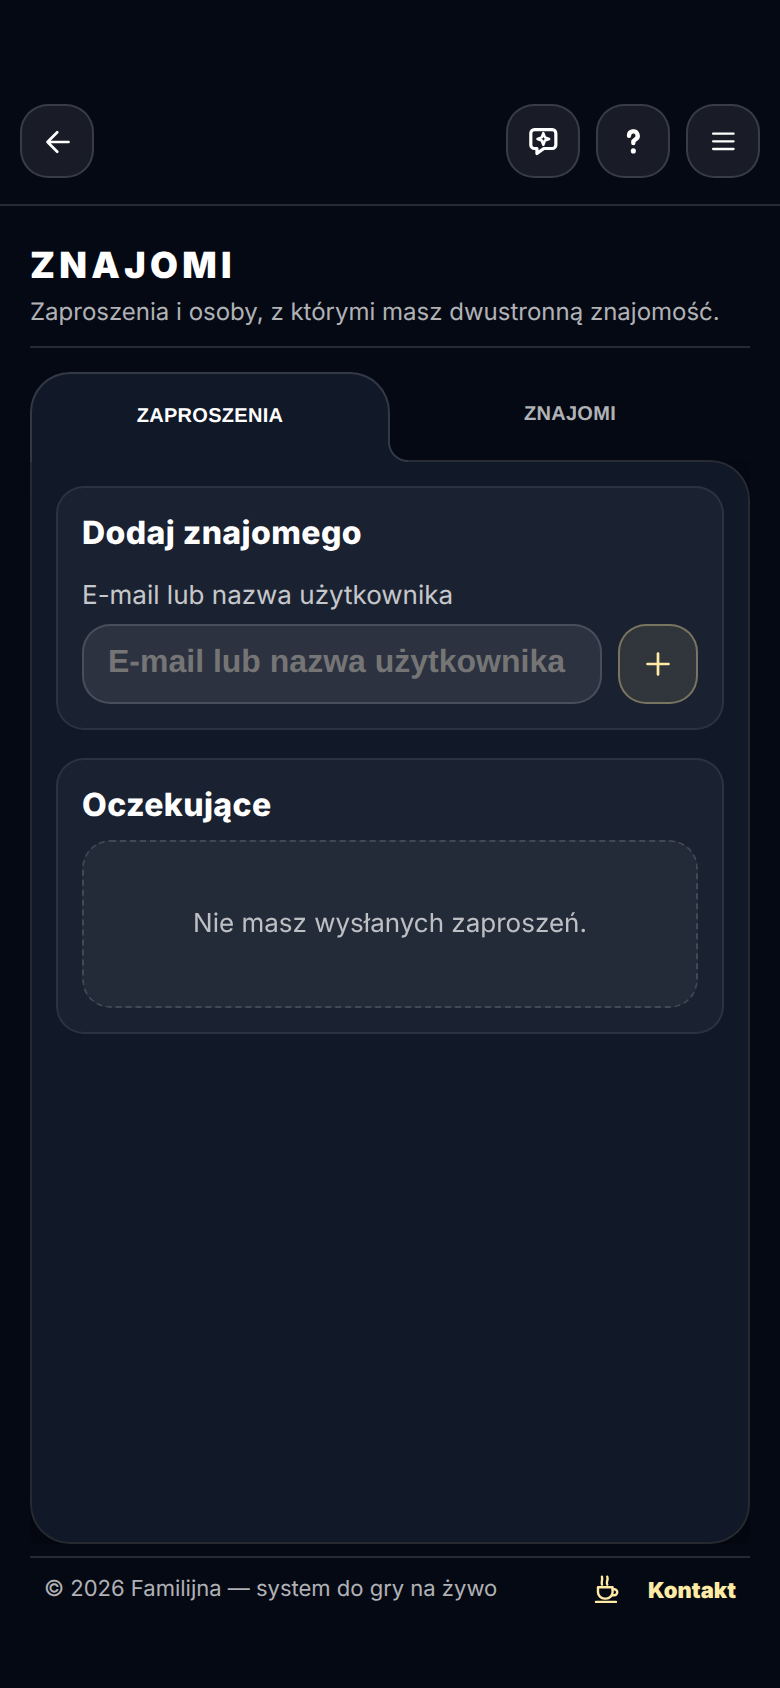 ZNAJOMI
Zaproszenia i osoby, z którymi masz dwustronną znajomość.
ZAPROSZENIA
ZNAJOMI
Dodaj znajomego
E-mail lub nazwa użytkownika
E-mail lub nazwa użytkownika
Oczekujące
Nie masz wysłanych zaproszeń.
© 2026 Familijna — system do gry na żywo
Kontakt